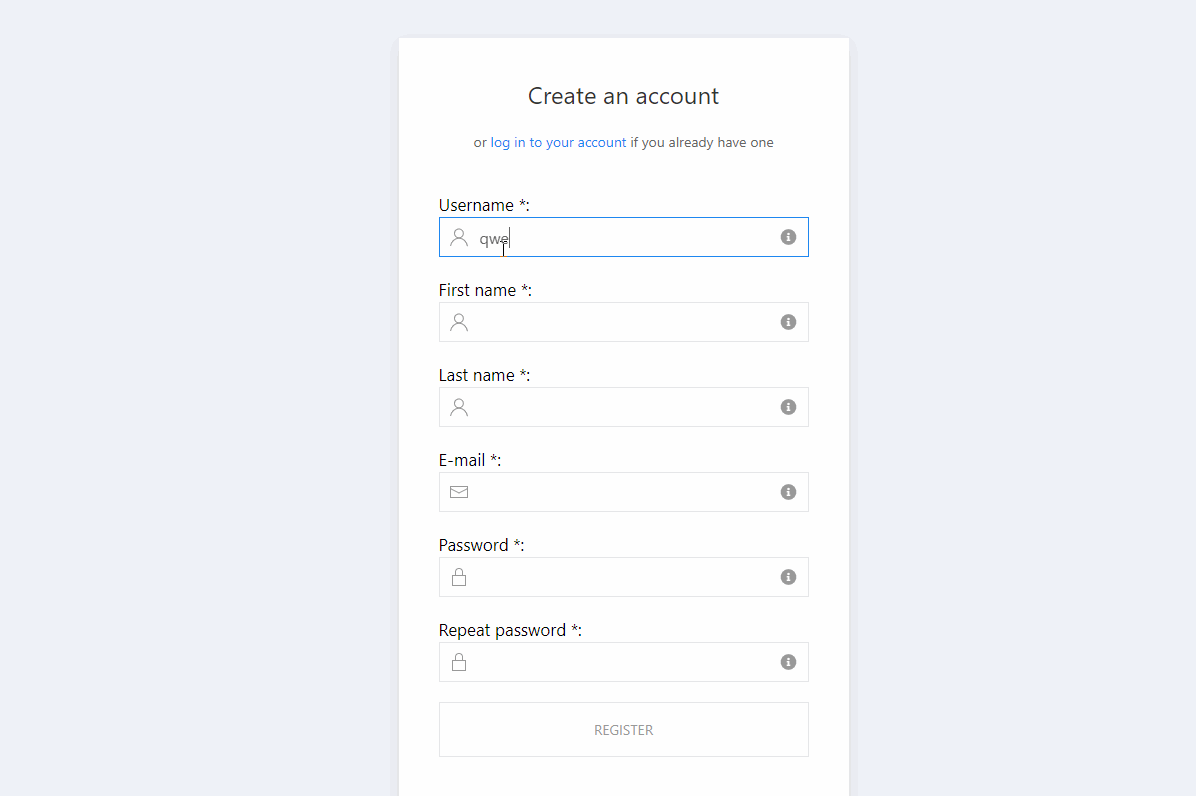 Create an account
or log in to your account if you already have one
Username *:
qwe
First name *:
Last name *:
E-mail *:
Password *:
Repeat password *:
REGISTER